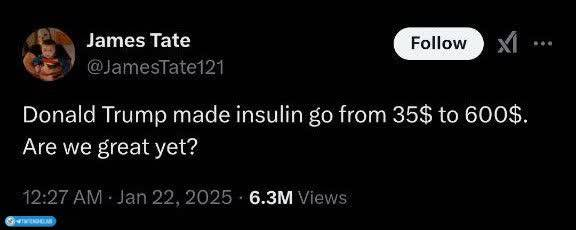 James Tate
@JamesTate121
Follow
Donald Trump made insulin go from 35$ to 600$.
Are we great yet?
12:27 AM · Jan 22, 2025 · 6.3M Views